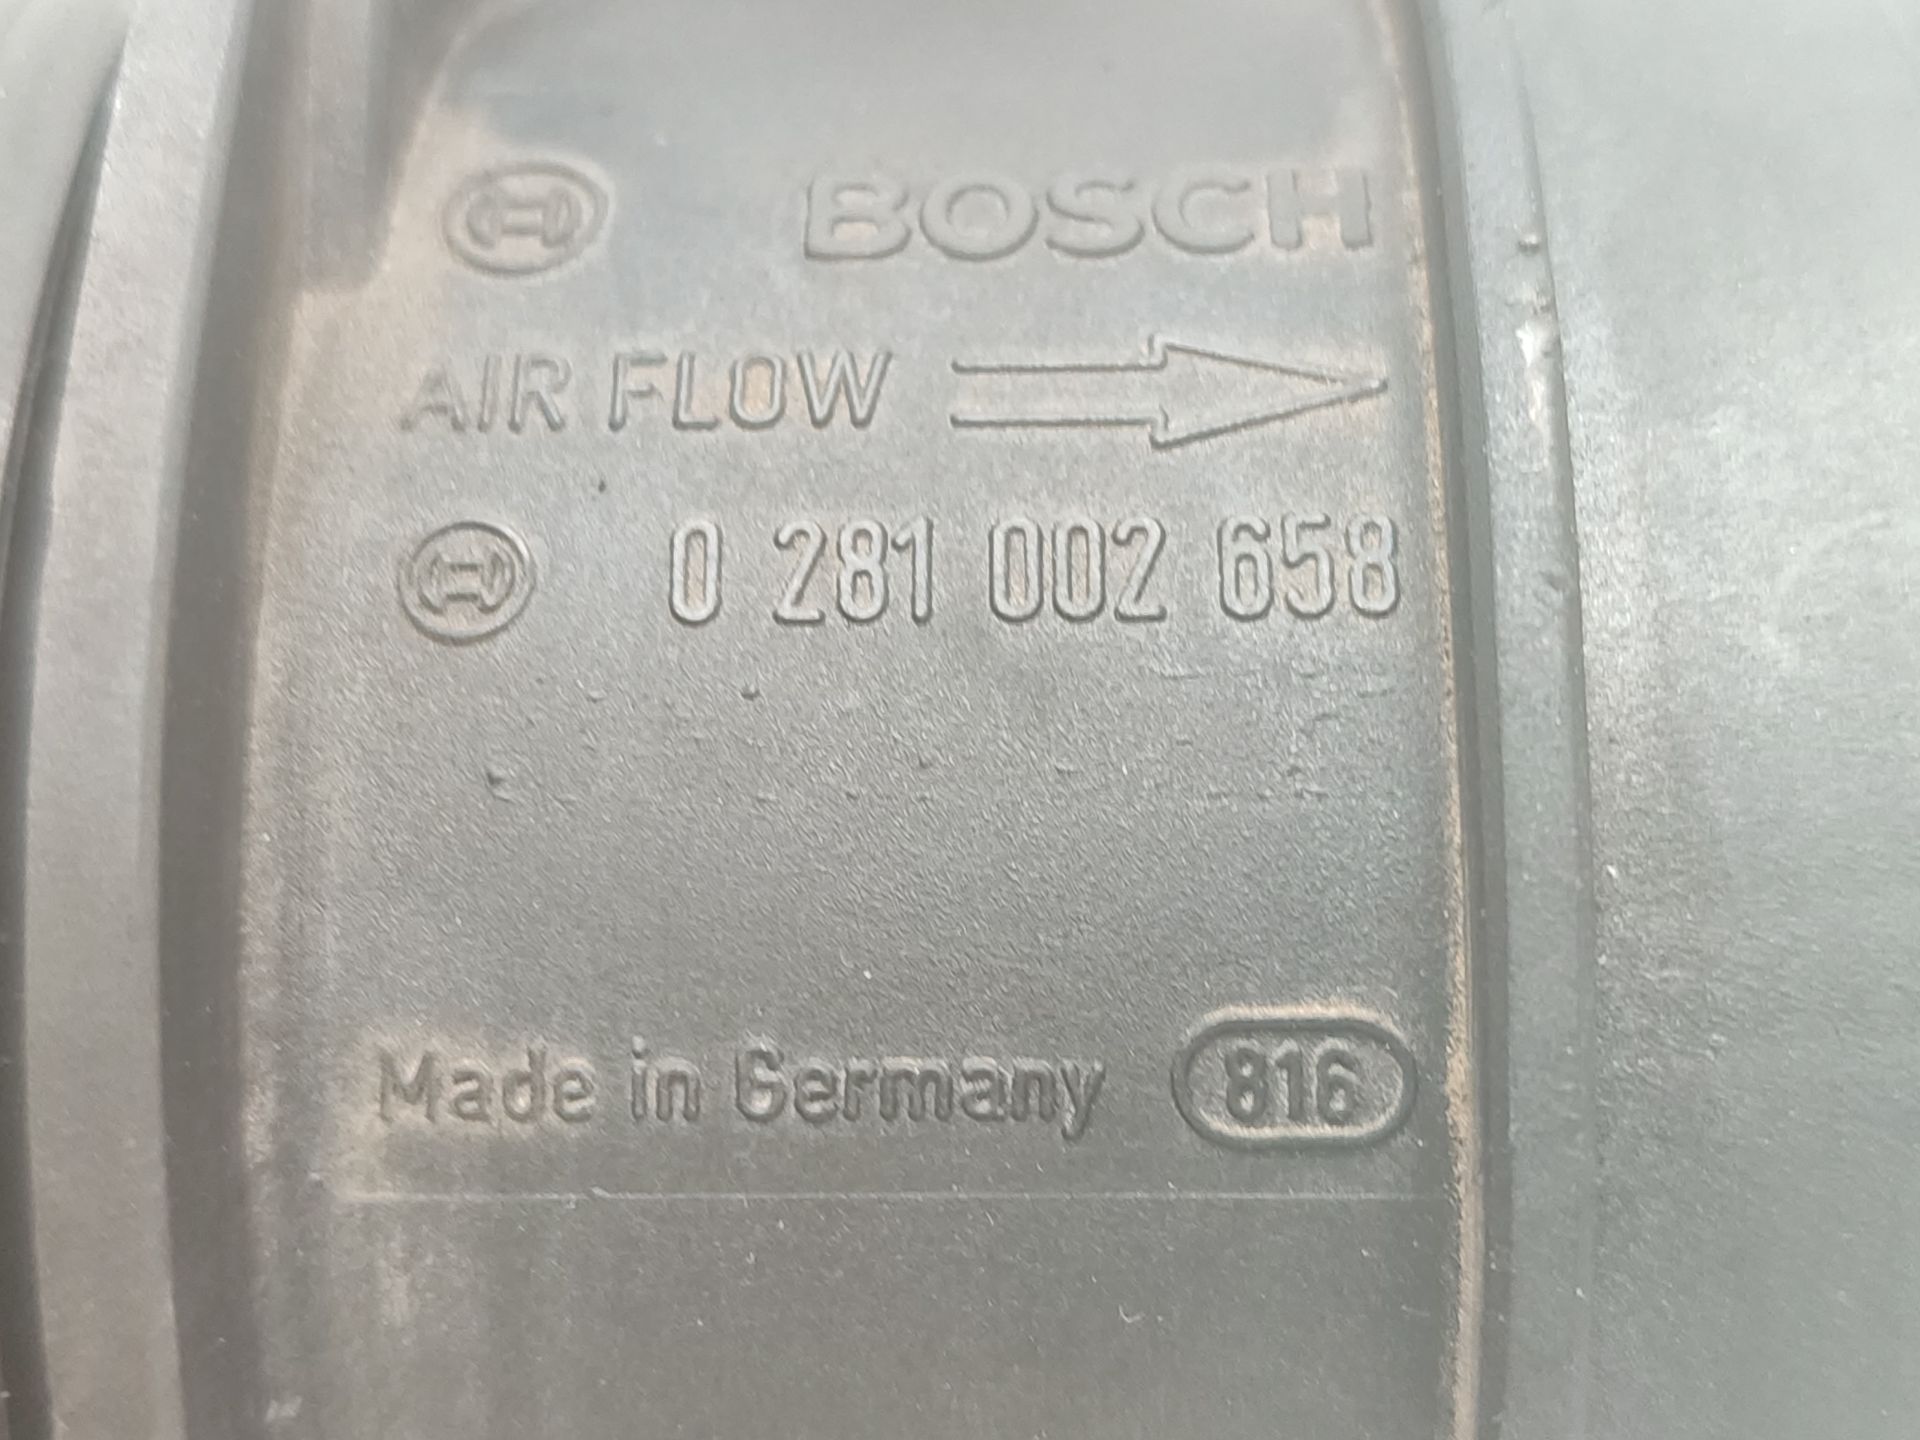 BOSCH
AIR FLOW
0 281 002 658
Made in Germany 816